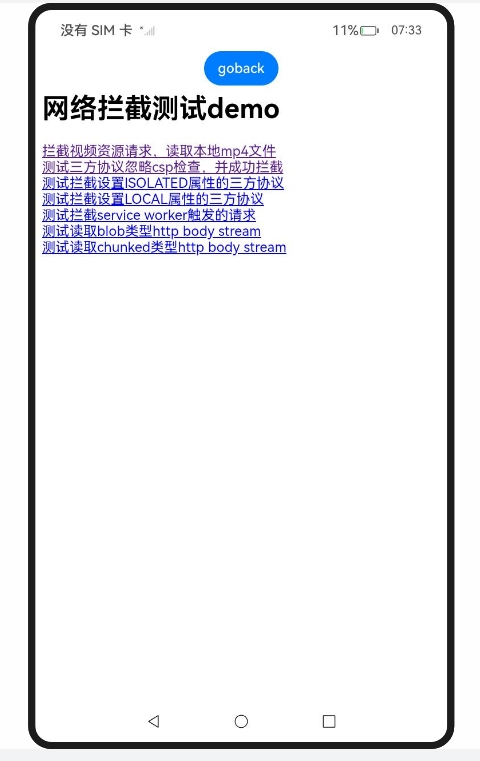 没有 SIM 卡
11%
07:33
goback
网络拦截测试demo
拦截视频资源请求，读取本地mp4文件
测试三方协议忽略csp检查，并成功拦截
测试拦截设置ISOLATED属性的三方协议
测试拦截设置LOCAL属性的三方协议
测试拦截service worker触发的请求
测试读取blob类型http body stream
测试读取chunked类型http body stream